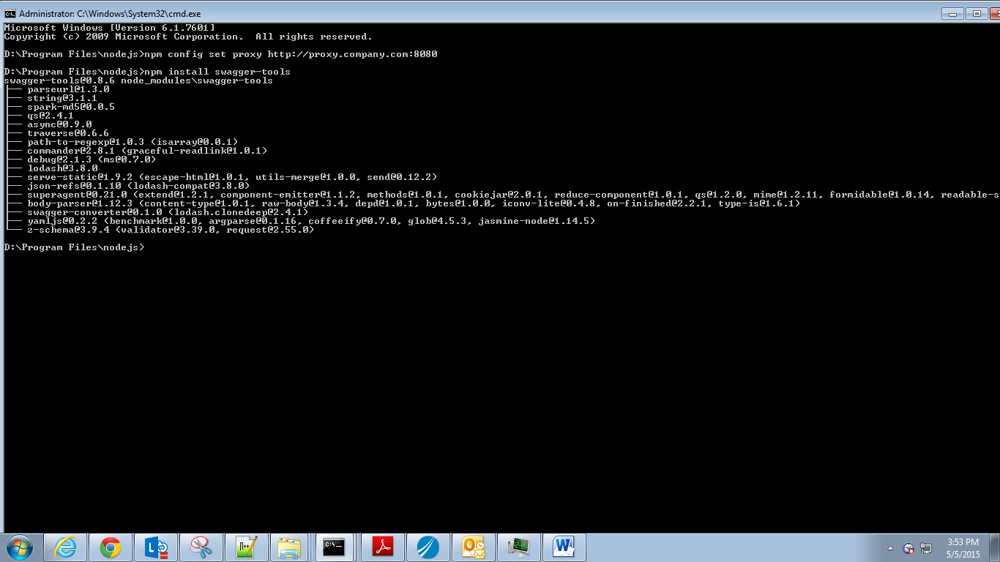 Administrator: C:\Windows\System32\cmd.exe
Microsoft Windows [Version 6.1.7601]
Copyright (c) 2009 Microsoft Corporation.  All rights reserved.
D:\Program Files\nodejs>npm config set proxy http://proxy.company.com:8080
D:\Program Files\nodejs>npm install swagger-tools
swagger-tools@0.8.6 node_modules\swagger-tools
├── parseurl@1.3.0
├── string@3.1.1
├── spark-md5@0.0.5
├── qs@2.4.1
├── async@0.9.0
├── traverse@0.6.6
├── path-to-regexp@1.0.3 (isarray@0.0.1)
├── commander@2.8.1 (graceful-readlink@1.0.1)
├── debug@2.1.3 (ms@0.7.0)
├── lodash@3.8.0
├── serve-static@1.9.2 (escape-html@1.0.1, utils-merge@1.0.0, send@0.12.2)
├── json-refs@0.1.10 (lodash-compat@3.8.0)
├── superagent@0.21.0 (extend@1.2.1, component-emitter@1.1.2, methods@1.0.1, cookiejar@2.0.1, reduce-component@1.0.1, qs@1.2.0, mime@1.2.11, formidable@1.0.14, readable-s
├── body-parser@1.12.3 (content-type@1.0.1, raw-body@1.3.4, depd@1.0.1, bytes@1.0.0, iconv-lite@0.4.8, on-finished@2.2.1, type-is@1.6.1)
├── swagger-converter@0.1.0 (lodash.clonedeep@2.4.1)
├── yamljs@0.2.2 (benchmark@1.0.0, argparse@0.1.16, coffeeify@0.7.0, glob@4.5.3, jasmine-node@1.14.5)
└── z-schema@3.9.4 (validator@3.39.0, request@2.55.0)
D:\Program Files\nodejs>
3:53 PM
5/5/2015